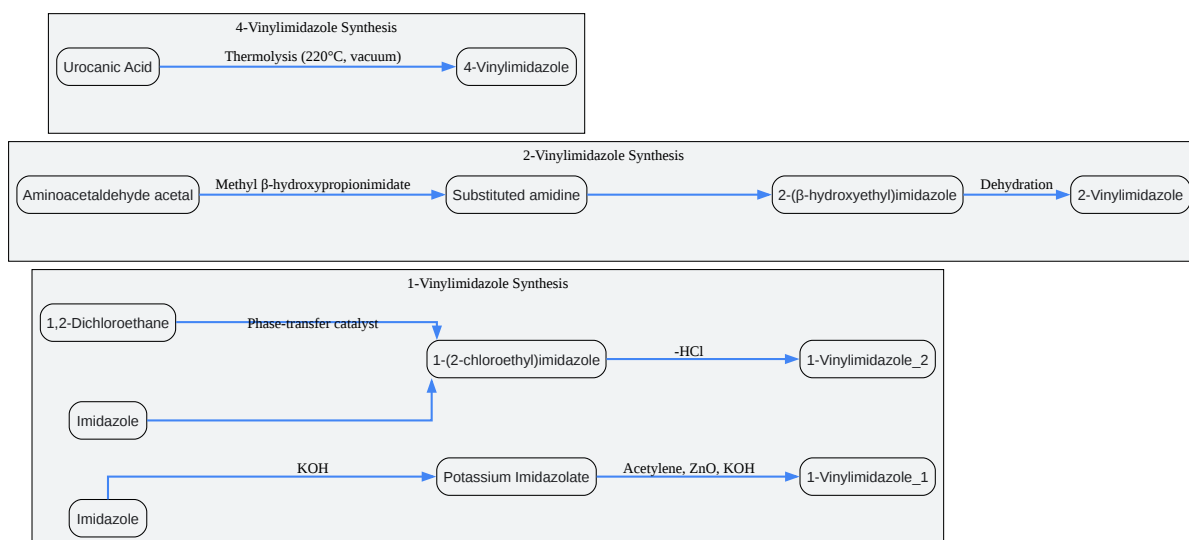 4-Vinylimidazole Synthesis
Urocanic Acid
Thermolysis (220°C, vacuum)
4-Vinylimidazole
2-Vinylimidazole Synthesis
Aminoacetaldehyde acetal
Methyl β-hydroxypropionimidate
Substituted amidine
2-(β-hydroxyethyl)imidazole
Dehydration
2-Vinylimidazole
1-Vinylimidazole Synthesis
1,2-Dichloroethane
Phase-transfer catalyst
1-(2-chloroethyl)imidazole
-HCl
1-Vinylimidazole_2
Imidazole
KOH
Potassium Imidazolate
Acetylene, ZnO, KOH
1-Vinylimidazole_1
Imidazole